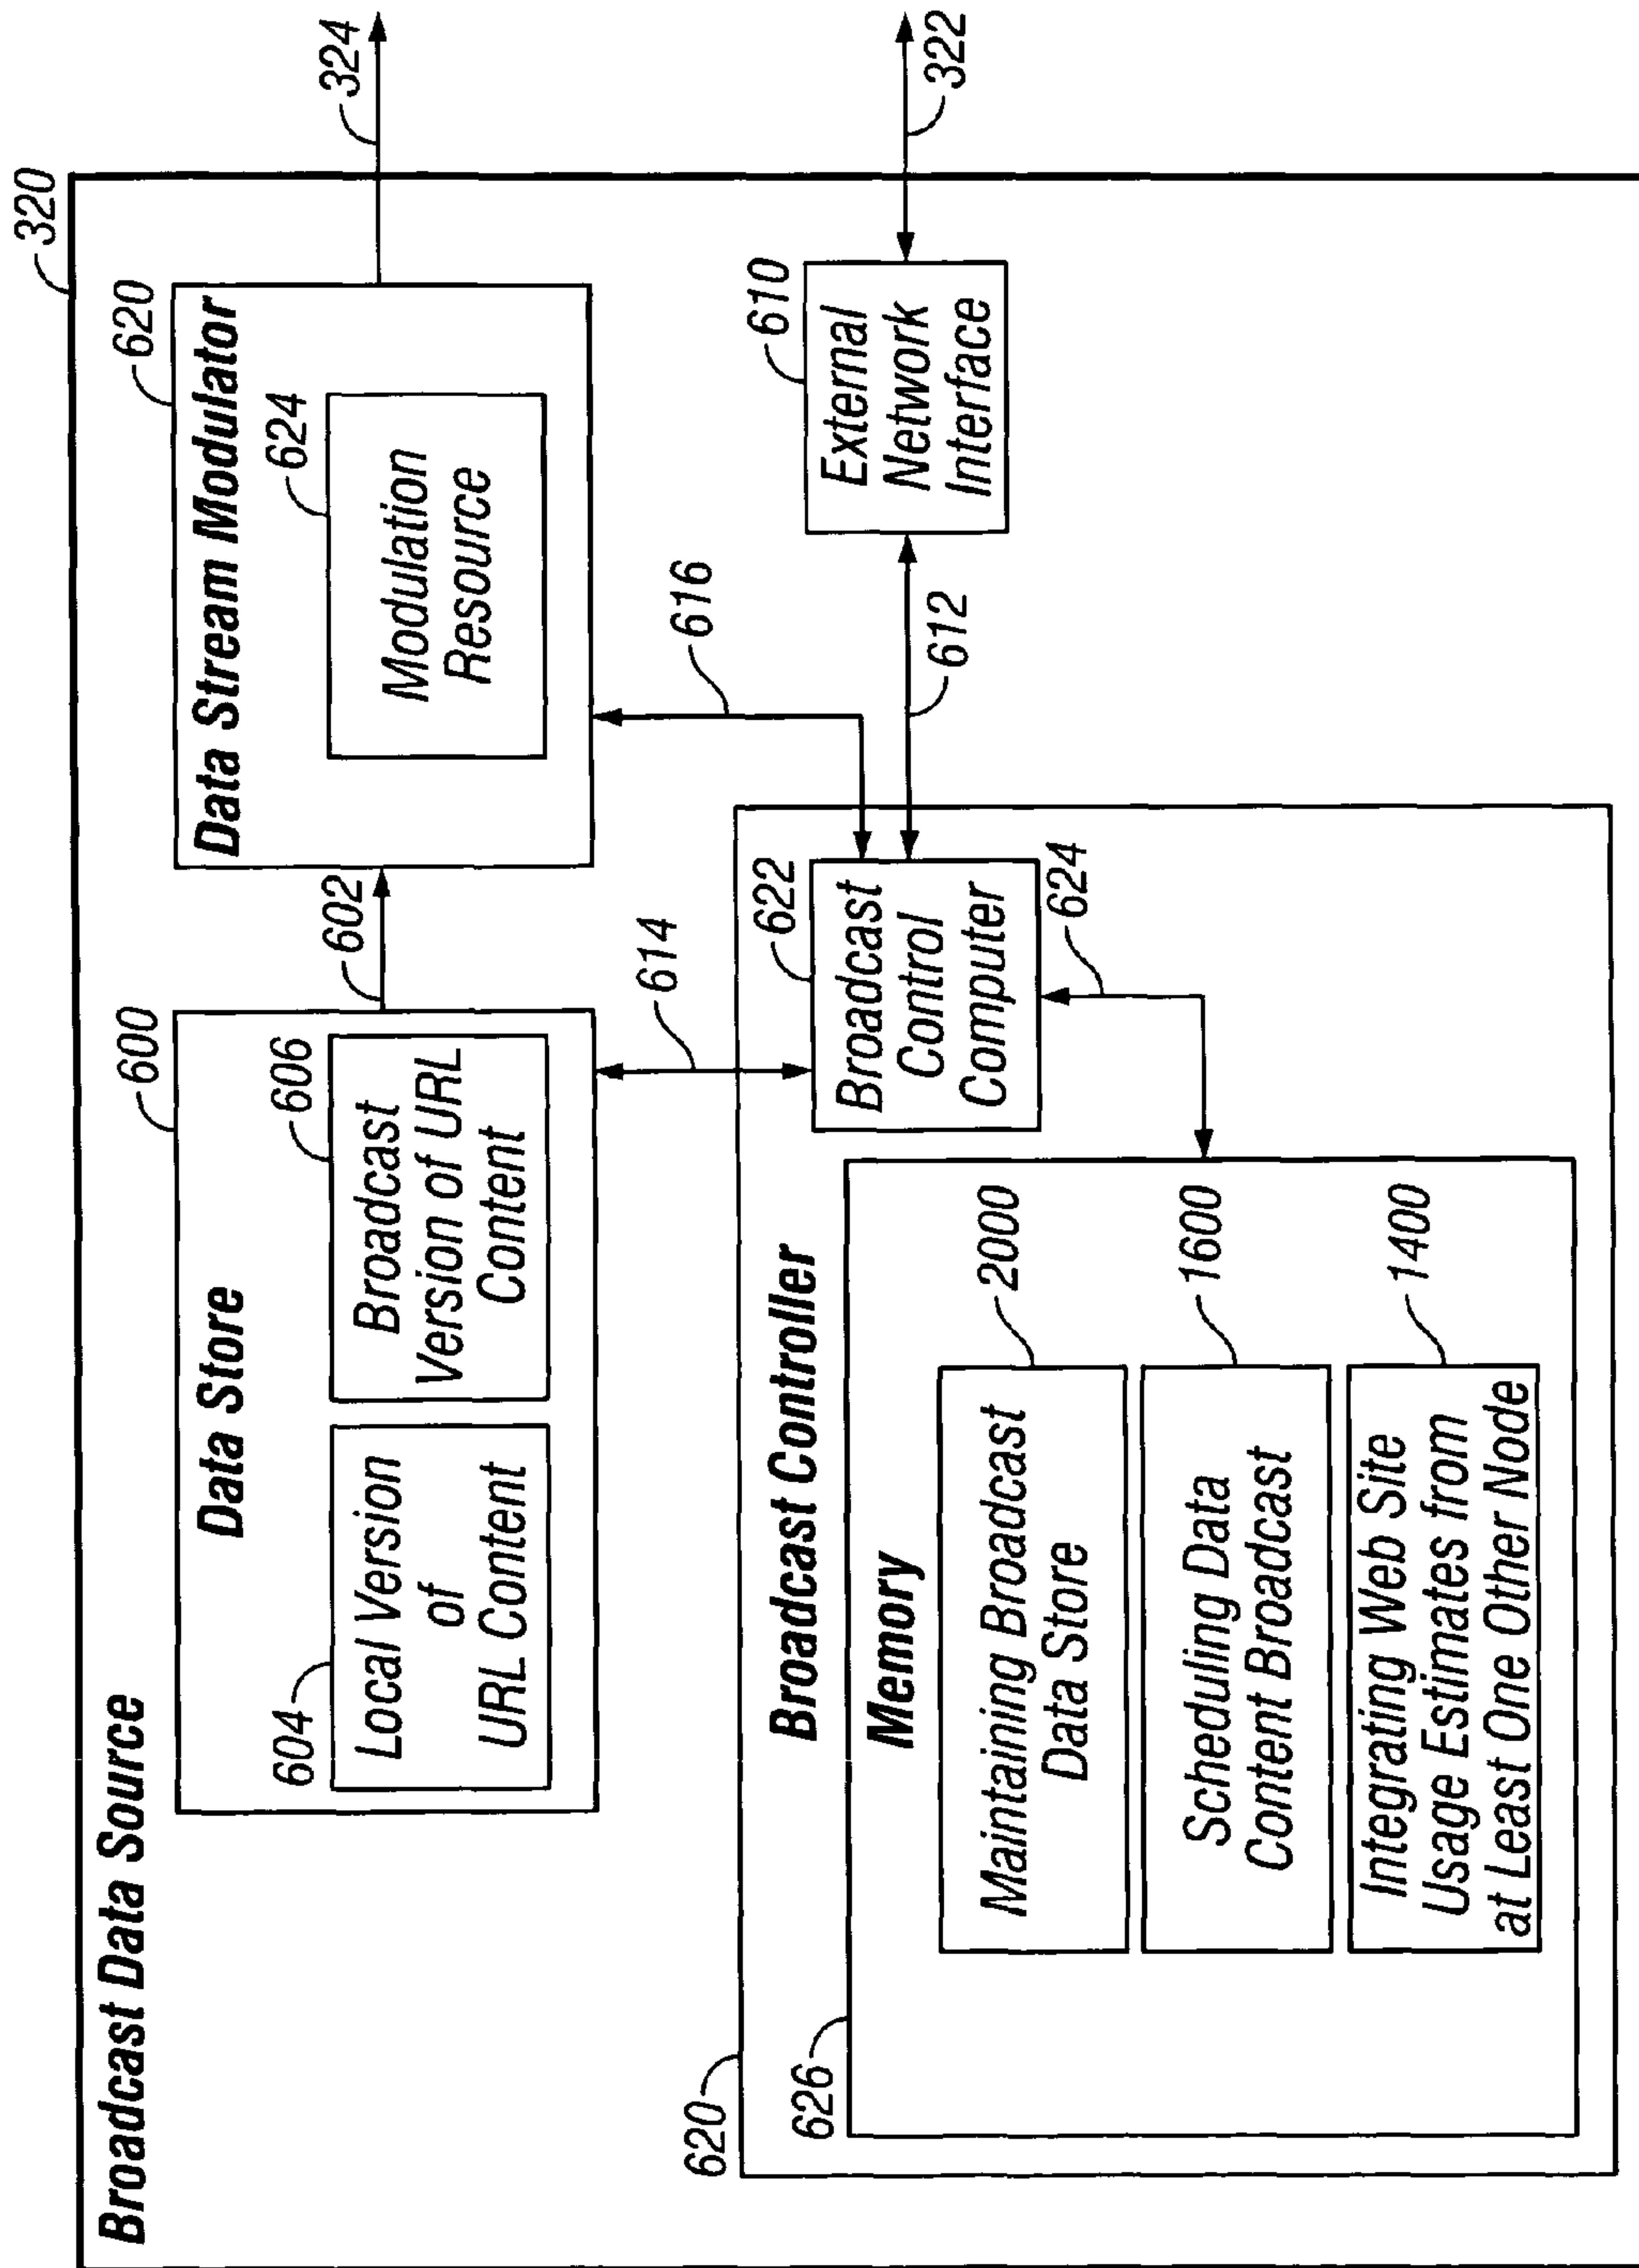 Broadcast Data Source
320
600
Data Store
604
Local Version
of
URL Content
606
Broadcast
Version of URL
Content
602
620
Data Stream Modulator
624
Modulation
Resource
324
614
616
620
Broadcast Controller
622
Broadcast
Control
Computer
612
610
External
Network
Interface
322
624
626
Memory
Maintaining Broadcast
Data Store
2000
Scheduling Data
Content Broadcast
1600
Integrating Web Site
Usage Estimates from
at Least One Other Node
1400